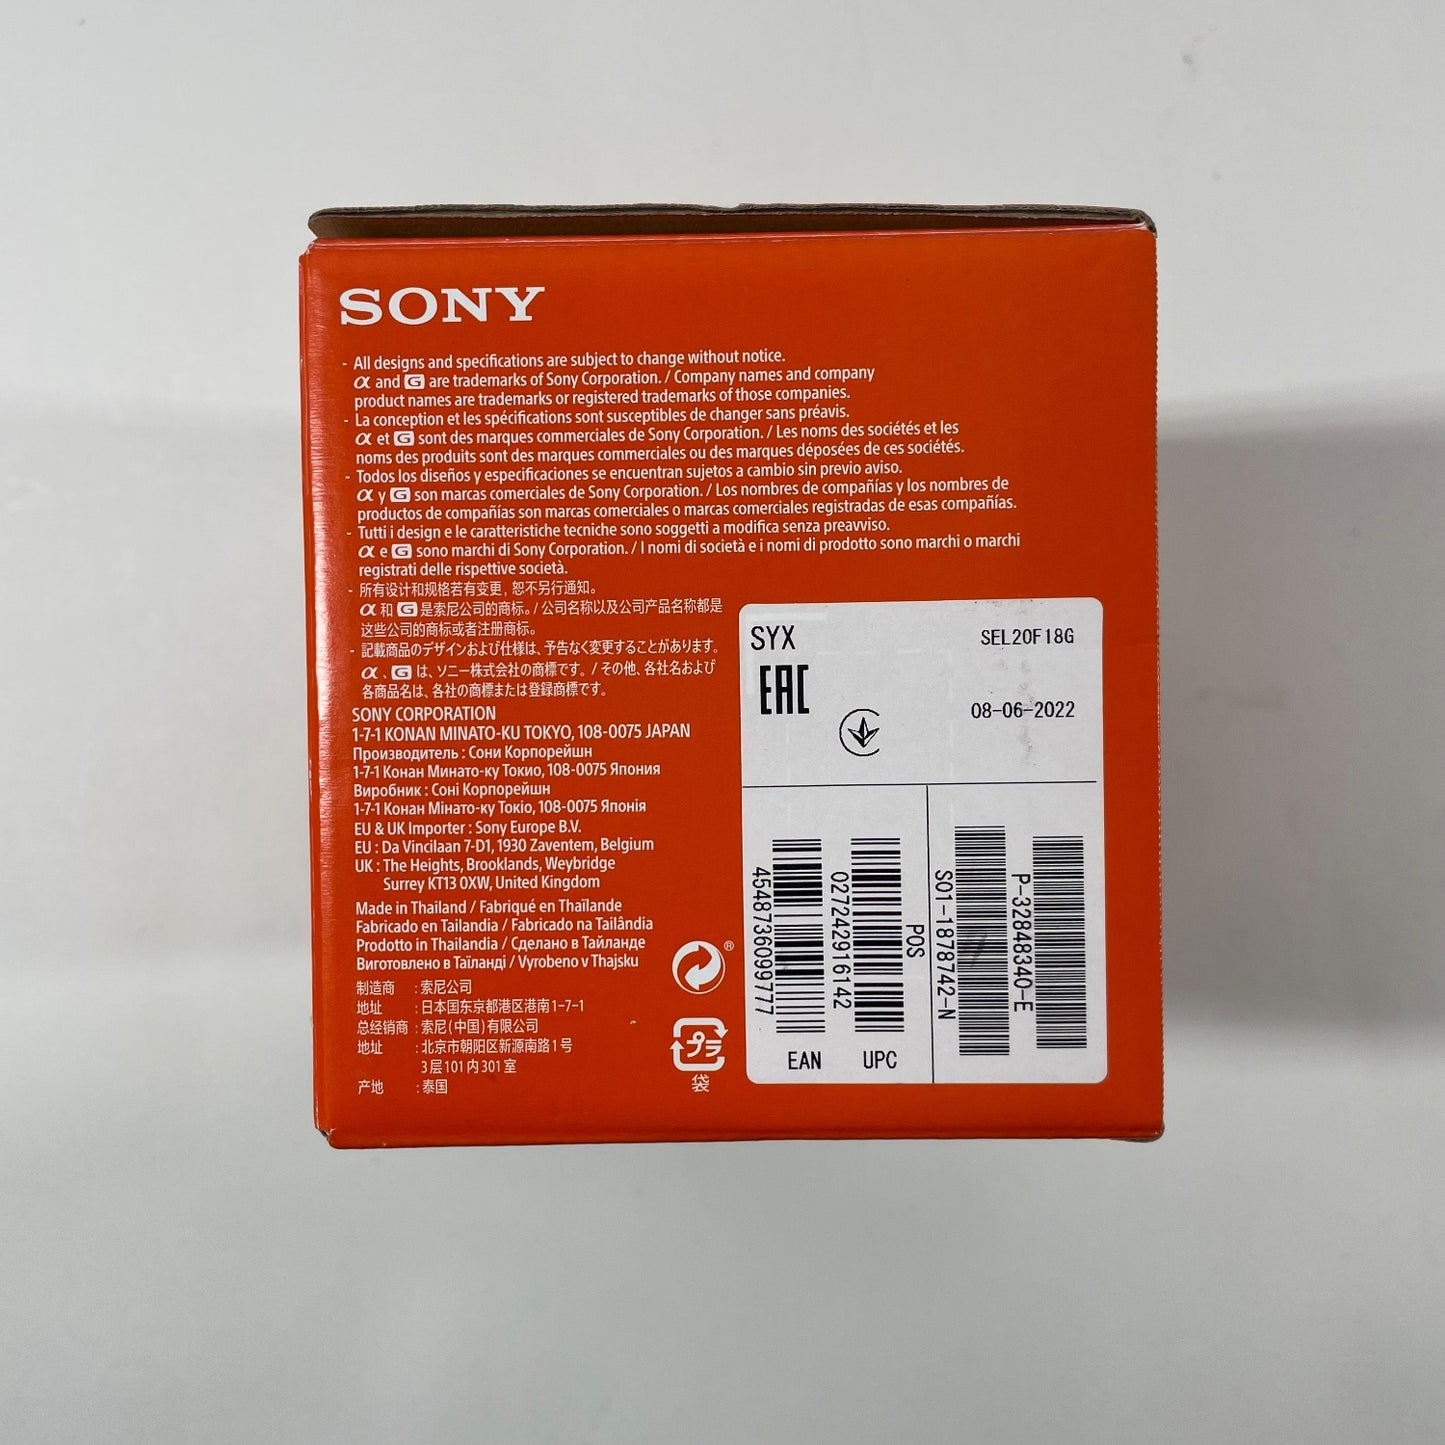 SONY
- All designs and specifications are subject to change without notice.
α and G are trademarks of Sony Corporation. / Company names and company
product names are trademarks or registered trademarks of those companies.
- La conception et les spécifications sont susceptibles de changer sans préavis.
α et G sont des marques commerciales de Sony Corporation. / Les noms des sociétés et les
noms des produits sont des marques commerciales ou des marques déposées de ces sociétés.
- Todos los diseños y especificaciones se encuentran sujetos a cambio sin previo aviso.
α y G son marcas comerciales de Sony Corporation. / Los nombres de compañías y los nombres de
productos de compañías son marcas comerciales o marcas comerciales registradas de esas compañías.
- Tutti i design e le caratteristiche tecniche sono soggetti a modifica senza preavviso.
α e G sono marchi di Sony Corporation. / I nomi di società e i nomi di prodotto sono marchi o marchi
registrati delle rispettive società.
- 所有设计和规格若有变更，恕不另行通知。
α 和 G 是索尼公司的商标。/ 公司名称以及公司产品名称都是
这些公司的商标或者注册商标。
- 記載商品のデザインおよび仕様は、予告なく変更することがあります。
α、G は、ソニー株式会社の商標です。/ その他、各社名および
各商品名は、各社の商標または登録商標です。
SONY CORPORATION
1-7-1 KONAN MINATO-KU TOKYO, 108-0075 JAPAN
Производитель : Сони Корпорейшн
1-7-1 Конан Минато-ку Токио, 108-0075 Япония
Виробник : Соні Корпорейшн
1-7-1 Конан Мінато-ку Токіо, 108-0075 Японія
EU & UK Importer : Sony Europe B.V.
EU : Da Vincilaan 7-D1, 1930 Zaventem, Belgium
UK : The Heights, Brooklands, Weybridge
Surrey KT13 0XW, United Kingdom
Made in Thailand / Fabriqué en Thaïlande
Fabricado en Tailandia / Fabricado na Tailândia
Prodotto in Thailandia / Сделано в Тайланде
Виготовлено в Таїланді / Vyrobeno v Thajsku
制造商 : 索尼公司
地址 : 日本国东京都港区港南1-7-1
总经销商 : 索尼(中国)有限公司
地址 : 北京市朝阳区新源南路1号
3层101内301室
产地 : 泰国
®
プラ
袋
SYX
SEL20F18G
EAC
08-06-2022
4548736099777
EAN
027242916142
UPC
POS
S01-1878742-N
P-32848340-E